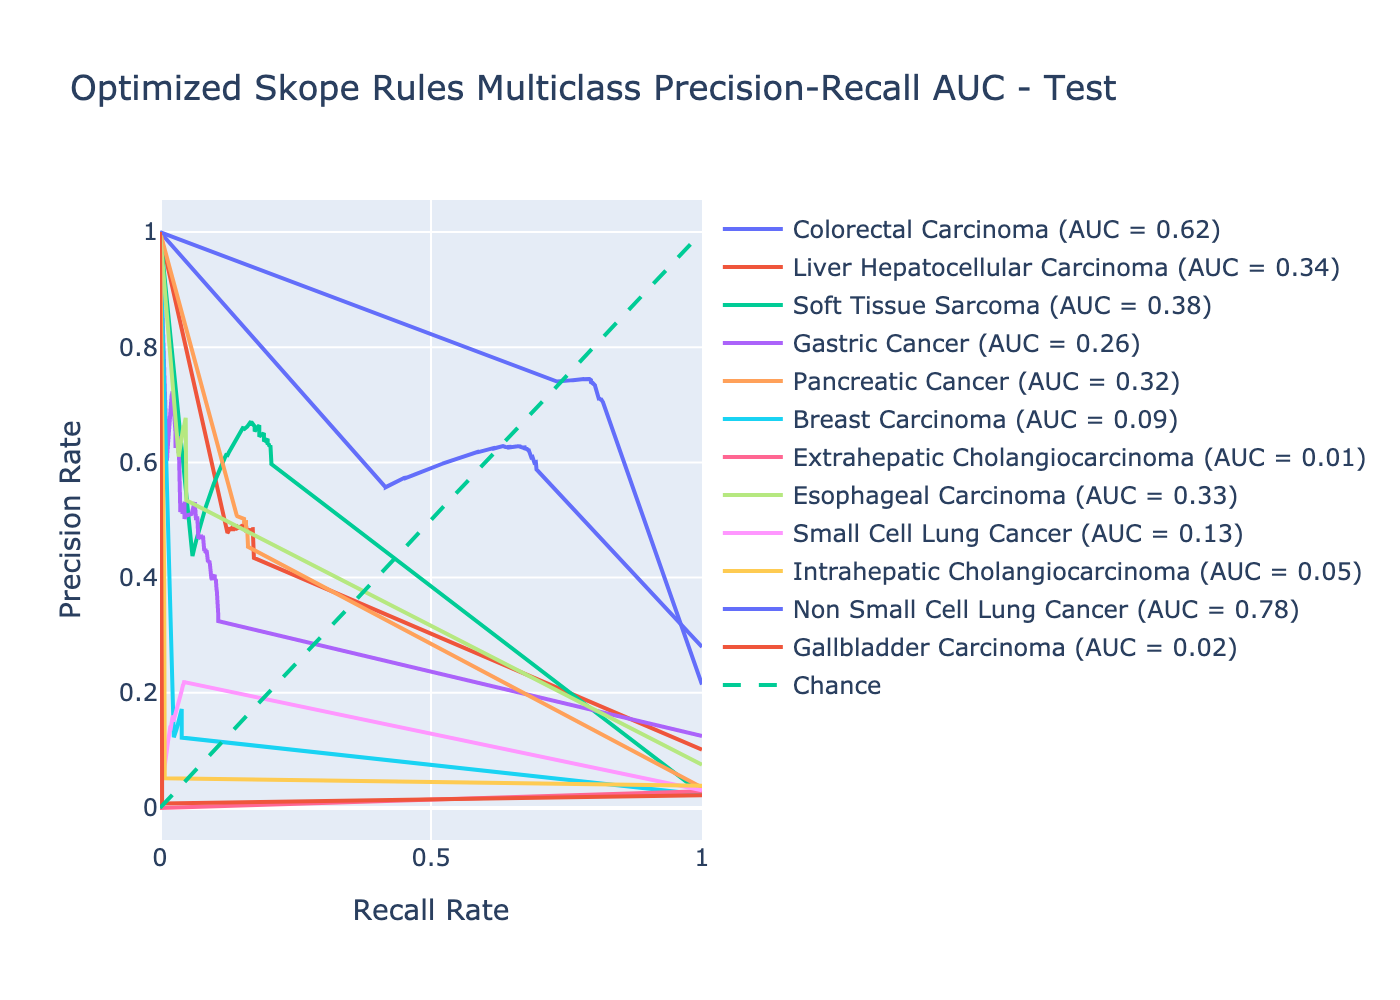 Optimized Skope Rules Multiclass Precision-Recall AUC - Test
Precision Rate
1
0.8
0.6
0.4
0.2
0
0
0.5
1
Recall Rate
Colorectal Carcinoma (AUC = 0.62)
Liver Hepatocellular Carcinoma (AUC = 0.34)
Soft Tissue Sarcoma (AUC = 0.38)
Gastric Cancer (AUC = 0.26)
Pancreatic Cancer (AUC = 0.32)
Breast Carcinoma (AUC = 0.09)
Extrahepatic Cholangiocarcinoma (AUC = 0.01)
Esophageal Carcinoma (AUC = 0.33)
Small Cell Lung Cancer (AUC = 0.13)
Intrahepatic Cholangiocarcinoma (AUC = 0.05)
Non Small Cell Lung Cancer (AUC = 0.78)
Gallbladder Carcinoma (AUC = 0.02)
Chance